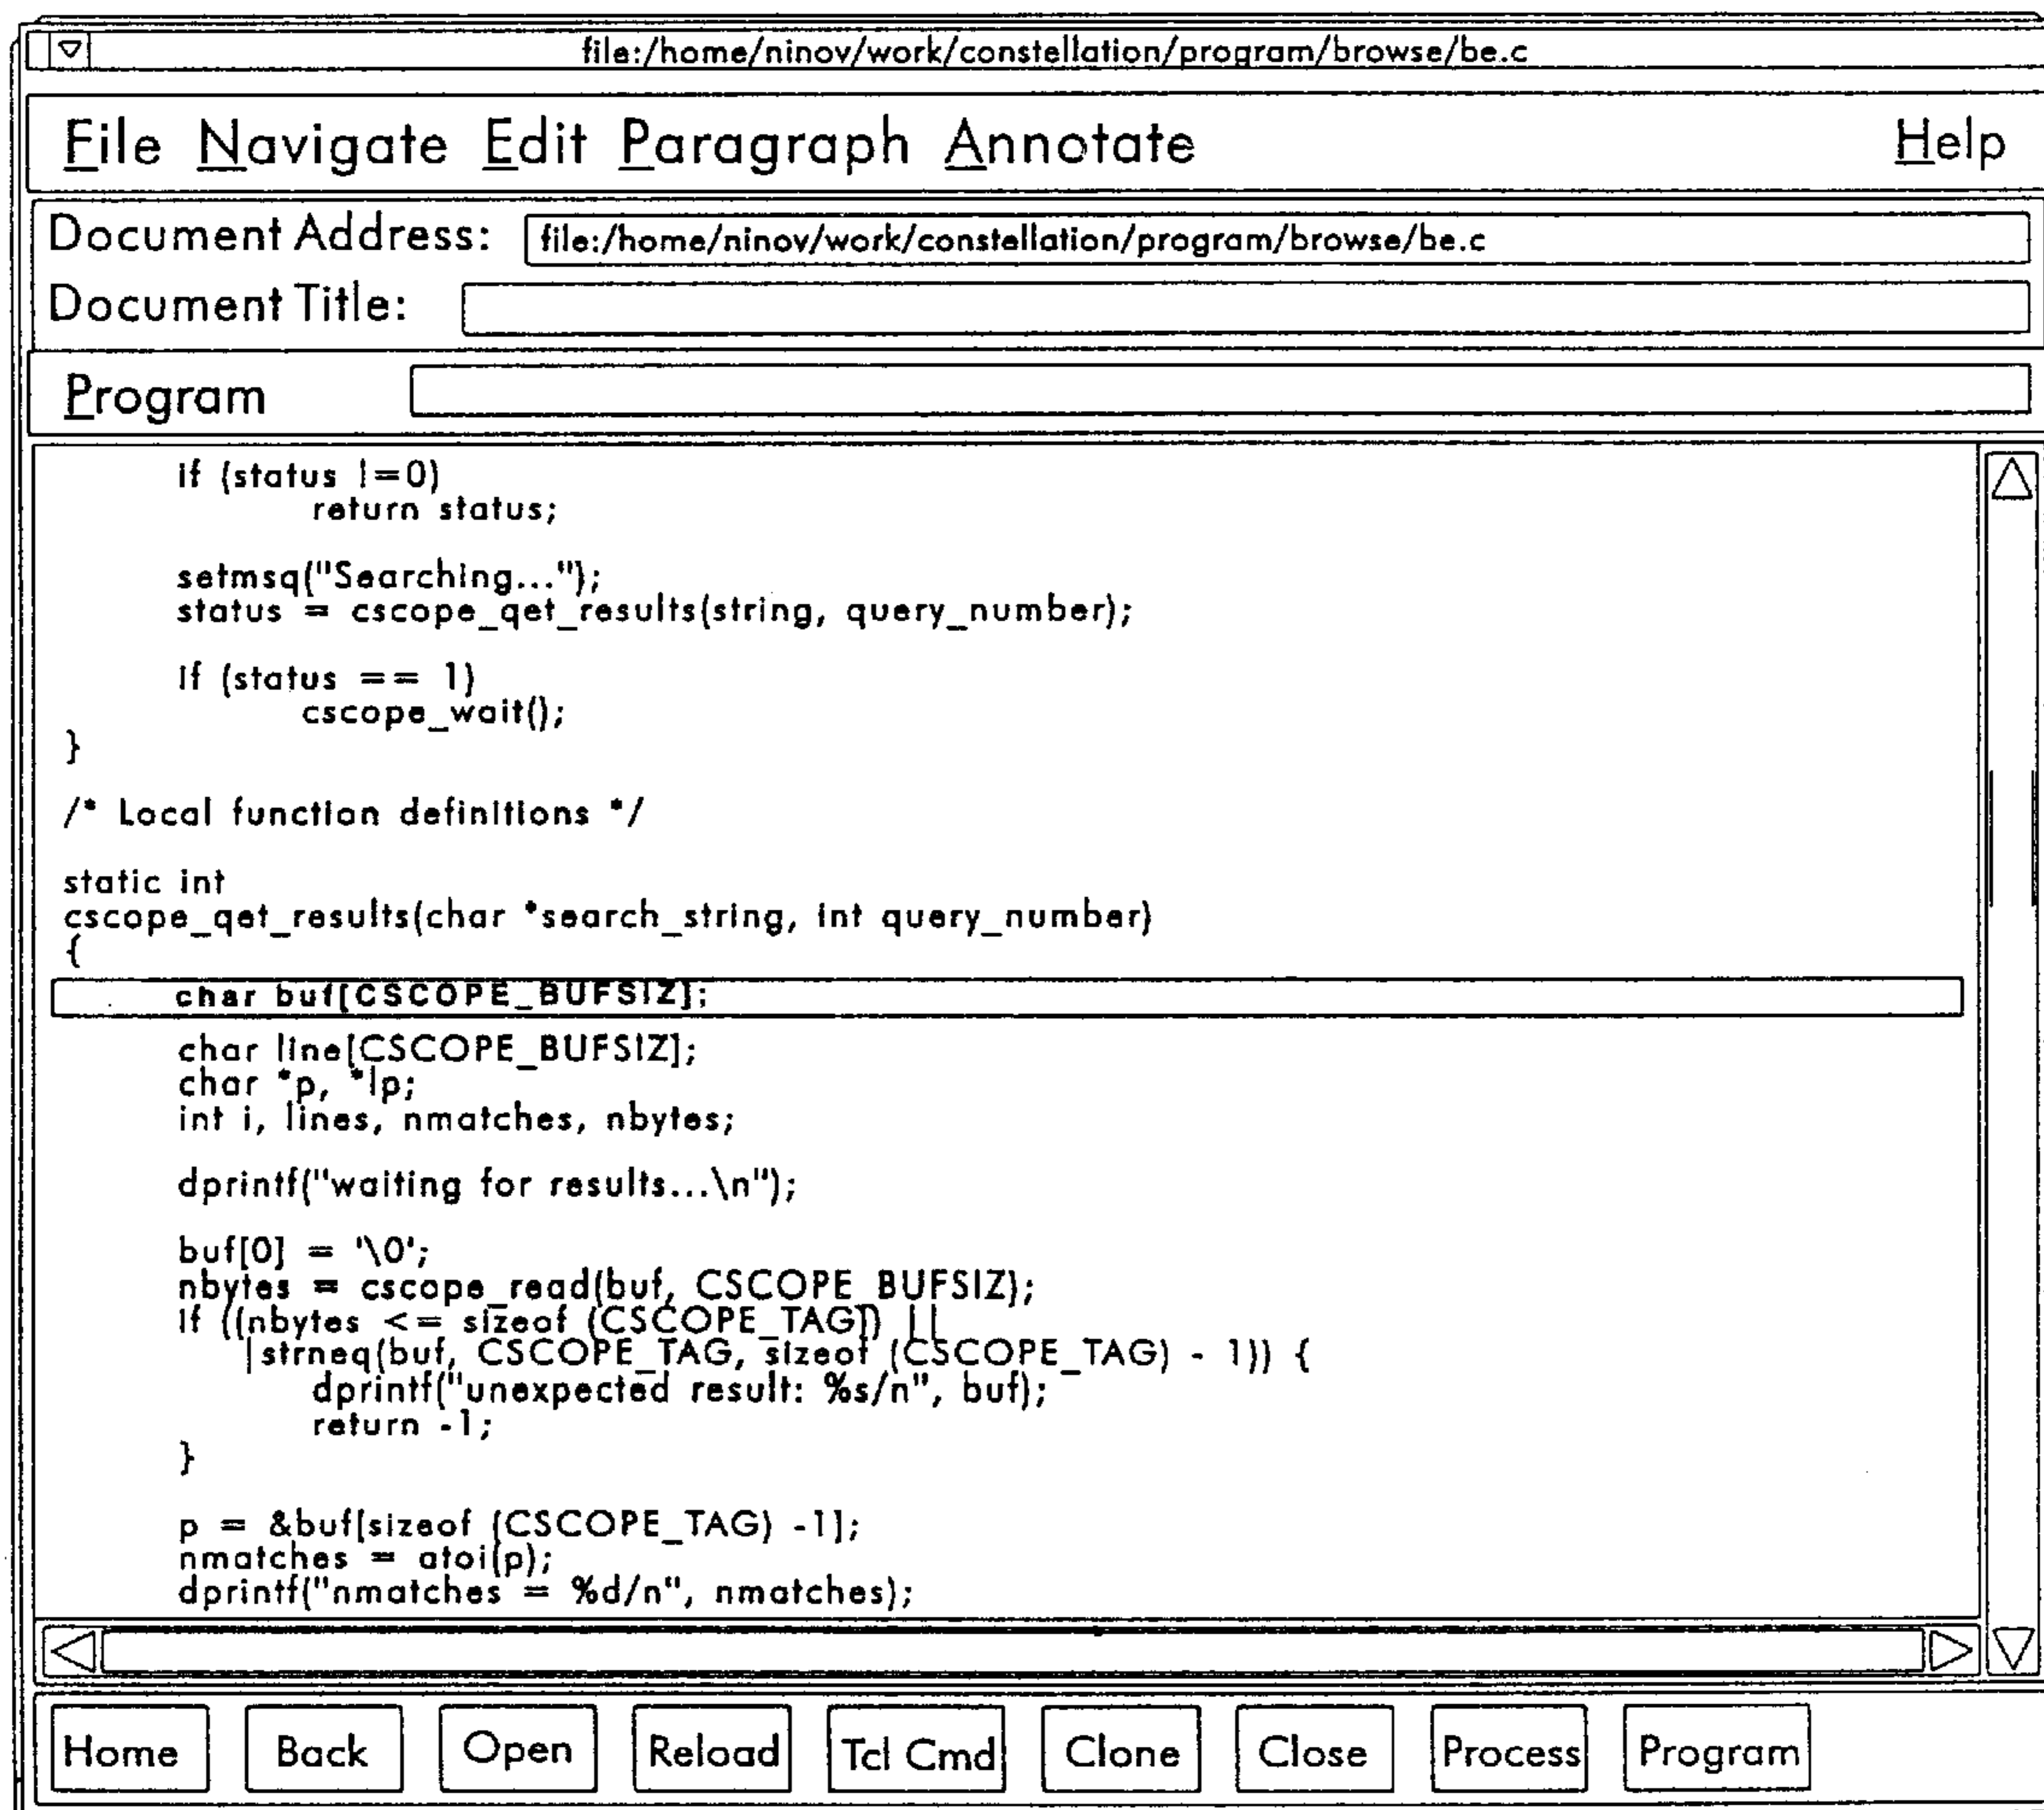 file:/home/ninov/work/constellation/program/browse/be.c
File Navigate Edit Paragraph Annotate Help
Document Address: file:/home/ninov/work/constellation/program/browse/be.c
Document Title:
Program
if (status !=0)
return status;
setmsq("Searching...");
status = cscope_qet_results(string, query_number);
if (status == 1)
cscope_wait();
}
/* Local function definitions */
static int
cscope_qet_results(char *search_string, int query_number)
{
char buf[CSCOPE_BUFSIZ];
char line[CSCOPE_BUFSIZ];
char *p, *lp;
int i, lines, nmatches, nbytes;
dprintf("waiting for results...\n");
buf[0] = '\0';
nbytes = cscope_read(buf, CSCOPE_BUFSIZ);
if ((nbytes <= sizeof (CSCOPE_TAG)) ||
|strneq(buf, CSCOPE_TAG, sizeof (CSCOPE_TAG) - 1)) {
dprintf("unexpected result: %s/n", buf);
return -1;
}
p = &buf[sizeof (CSCOPE_TAG) -1];
nmatches = atoi(p);
dprintf("nmatches = %d/n", nmatches);
Home Back Open Reload Tcl Cmd Clone Close Process Program